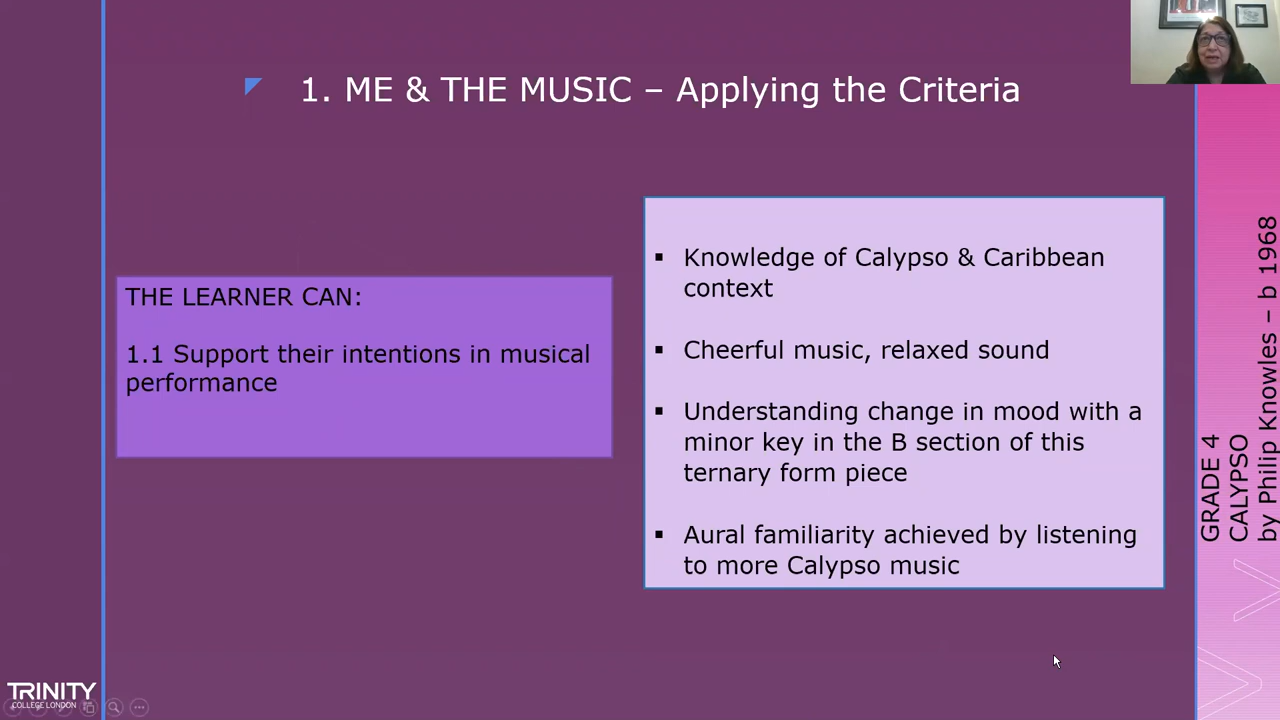 1. ME & THE MUSIC – Applying the Criteria
THE LEARNER CAN:
1.1 Support their intentions in musical
performance
▪ Knowledge of Calypso & Caribbean
context
▪ Cheerful music, relaxed sound
▪ Understanding change in mood with a
minor key in the B section of this
ternary form piece
▪ Aural familiarity achieved by listening
to more Calypso music
GRADE 4
CALYPSO
by Philip Knowles – b 1968
TRINITY
COLLEGE LONDON